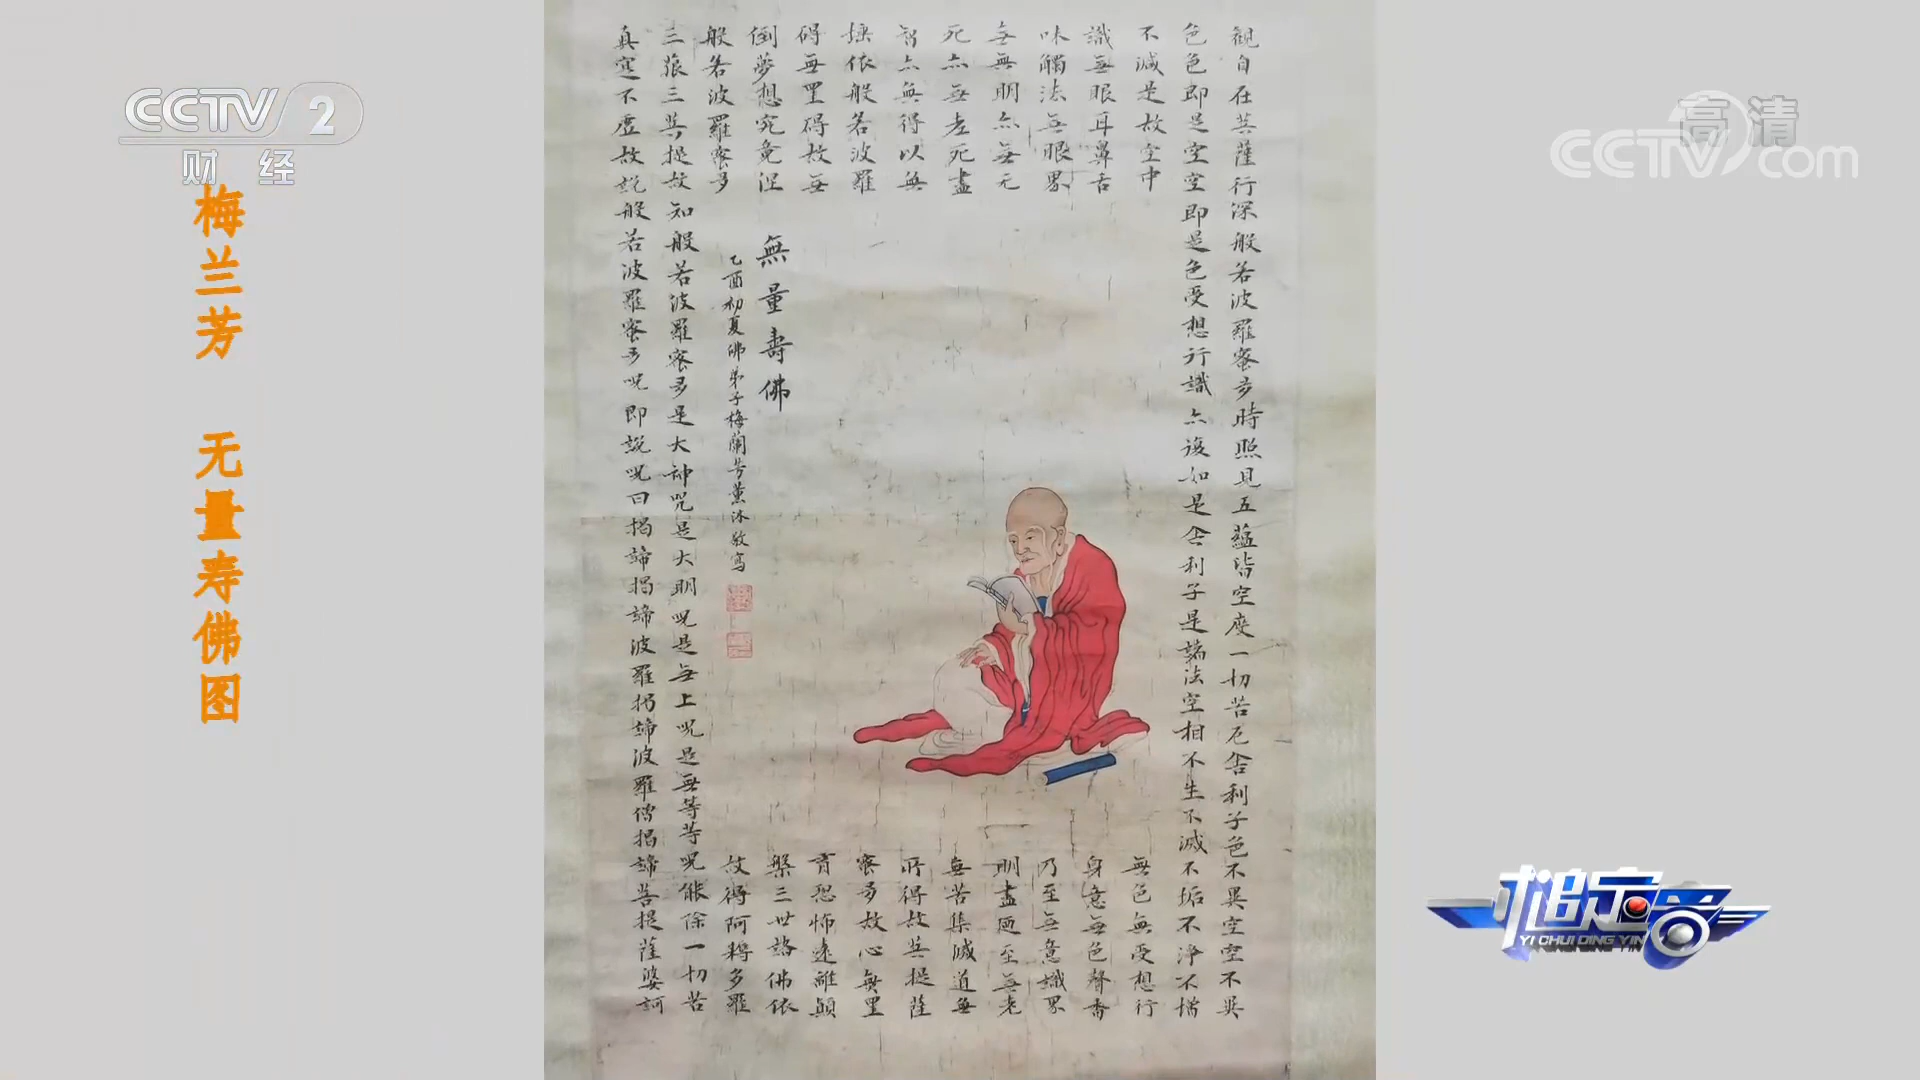 CCTV 2
财经
梅兰芳 无量寿佛图
高清
CCTV.com
觀自在菩薩行深般若波羅蜜多時照見五蘊皆空度一切苦厄舍利子色不異空空不異
色色即是空空即是色受想行識亦復如是舍利子是諸法空相不生不滅不垢不淨不增
不減是故空中
無色無受想行
識無眼耳鼻舌
身意無色聲香
味觸法無眼界
乃至無意識界
無無明亦無无
明盡廼至無老
死亦無老死盡
無苦集滅道無
智亦無得以無
所得故菩提薩
埵依般若波羅
蜜多故心無罣
碍無罣碍故無
有恐怖遠離顛
倒夢想究竟涅
槃三世諸佛依
般若波羅蜜多
故得阿耨多羅
三藐三菩提故知般若波羅蜜多是大神咒是大明咒是無上咒是無等等咒能除一切苦
真實不虛故說般若波羅蜜多咒即說咒曰揭諦揭諦波羅揭諦波羅僧揭諦菩提薩婆訶
無量壽佛
乙酉初夏佛弟子梅蘭芳薰沐敬寫
一槌定音
YI CHUI DING YIN